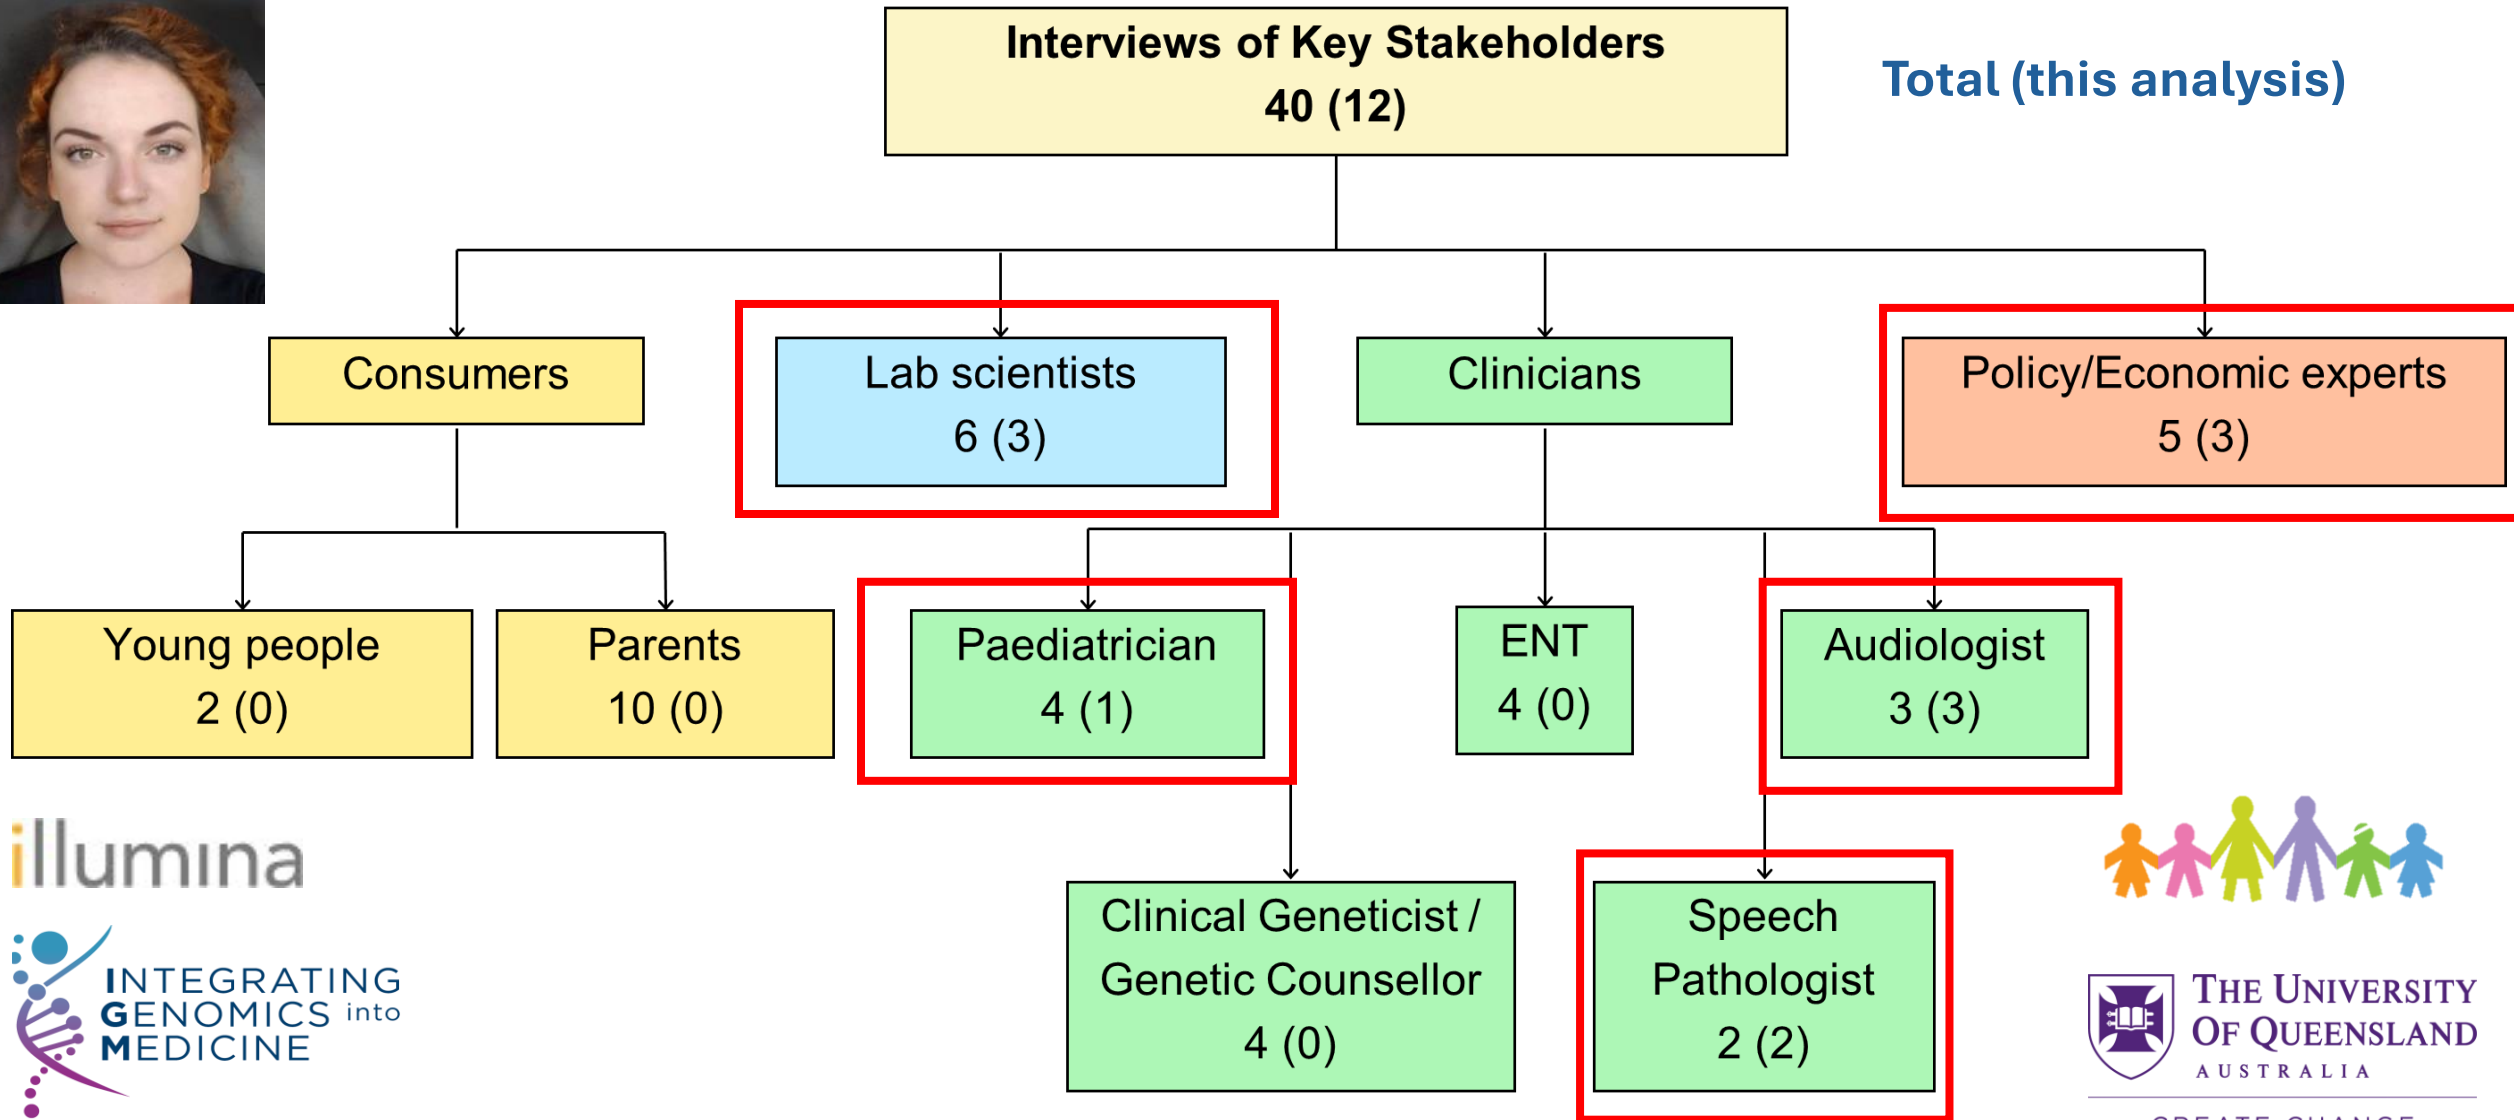 Interviews of Key Stakeholders
40 (12)
Total (this analysis)
Consumers
Lab scientists
6 (3)
Clinicians
Policy/Economic experts
5 (3)
Young people
2 (0)
Parents
10 (0)
Paediatrician
4 (1)
ENT
4 (0)
Audiologist
3 (3)
Clinical Geneticist /
Genetic Counsellor
4 (0)
Speech
Pathologist
2 (2)
illumina
INTEGRATING
GENOMICS into
MEDICINE
THE UNIVERSITY
OF QUEENSLAND
AUSTRALIA
CREATE CHANGE